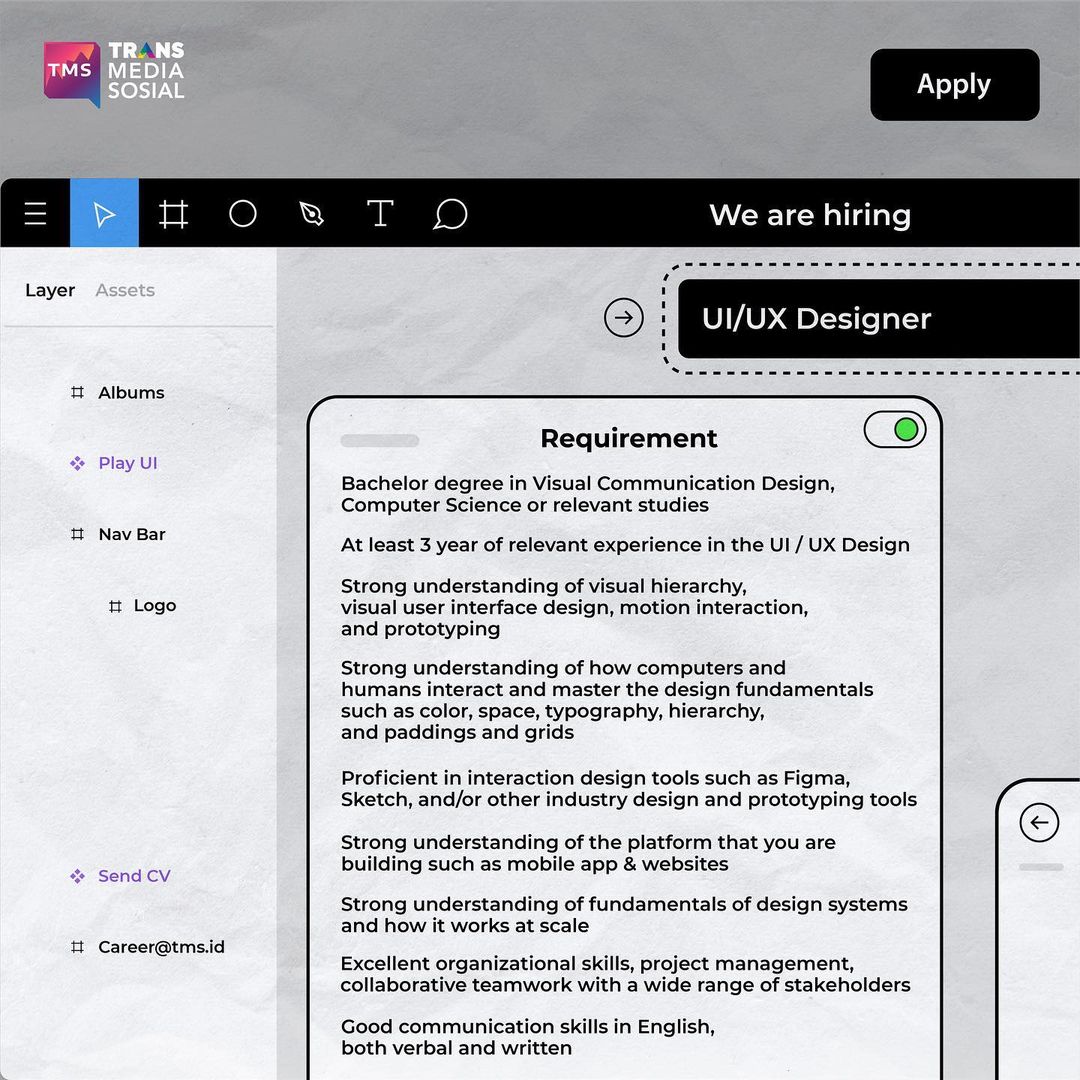 TMS
TRANS
MEDIA
SOSIAL
Apply
We are hiring
Layer Assets
UI/UX Designer
Albums
Play UI
Nav Bar
Logo
Send CV
Career@tms.id
Requirement
Bachelor degree in Visual Communication Design,
Computer Science or relevant studies
At least 3 year of relevant experience in the UI / UX Design
Strong understanding of visual hierarchy,
visual user interface design, motion interaction,
and prototyping
Strong understanding of how computers and
humans interact and master the design fundamentals
such as color, space, typography, hierarchy,
and paddings and grids
Proficient in interaction design tools such as Figma,
Sketch, and/or other industry design and prototyping tools
Strong understanding of the platform that you are
building such as mobile app & websites
Strong understanding of fundamentals of design systems
and how it works at scale
Excellent organizational skills, project management,
collaborative teamwork with a wide range of stakeholders
Good communication skills in English,
both verbal and written